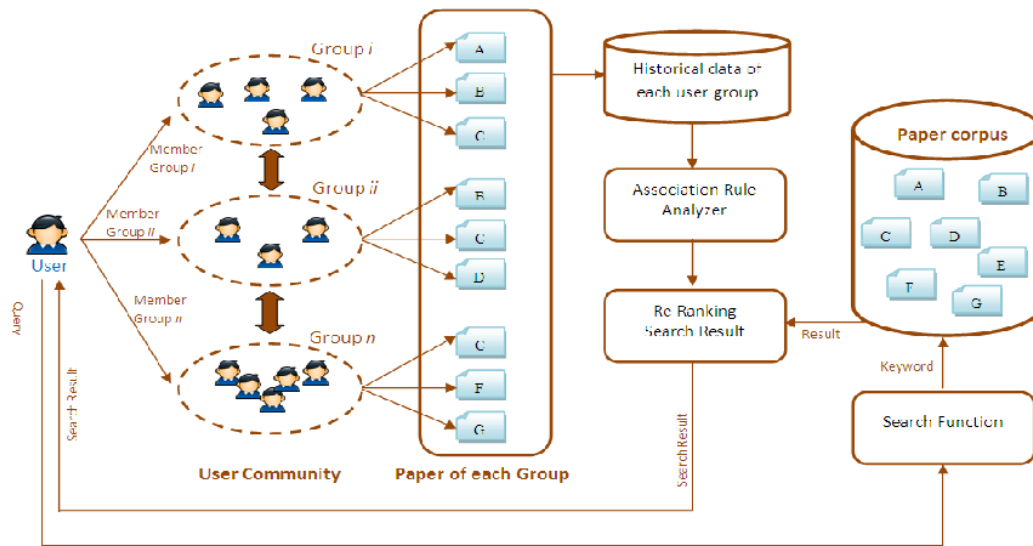 Group i
A
B
C
Member
Group i
Group ii
B
C
D
Member
Group ii
User
Member
Group n
Group n
C
F
G
User Community
Paper of each Group
Historical data of
each user group
Association Rule
Analyzer
Re Ranking
Search Result
Paper corpus
A
B
C
D
E
F
G
Result
Keyword
Search Function
Query
Search Result
Search Result